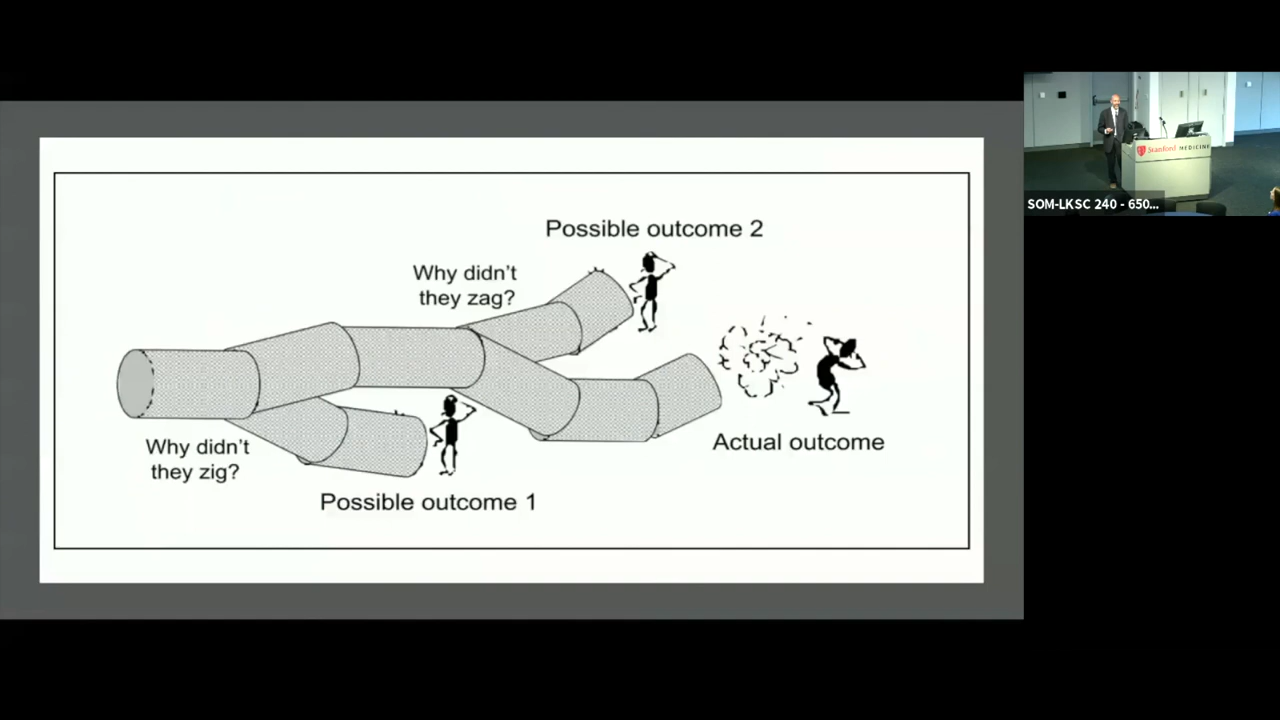 Possible outcome 2
Why didn't
they zag?
Why didn't
they zig?
Actual outcome
Possible outcome 1
Stanford MEDICINE
SOM-LKSC 240 - 650...